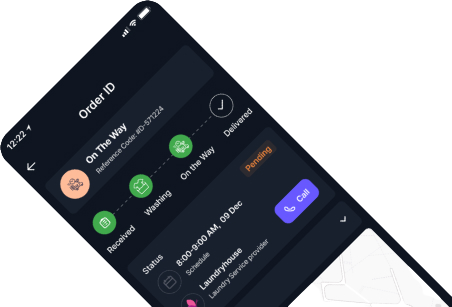 12:22
Order ID
On The Way
Reference Code: #D-571224
Received
Washing
On the Way
Delivered
Status
Pending
8:00-9:00 AM, 09 Dec
Schedule
Laundryhouse
Laundry Service provider
Call